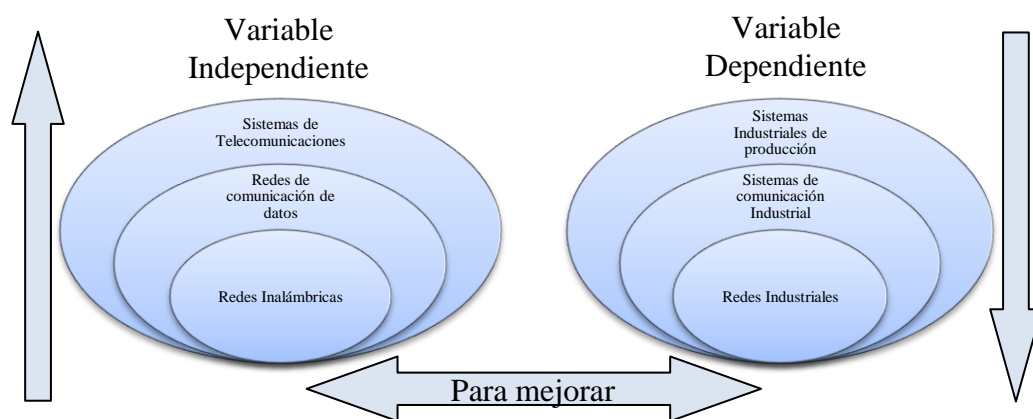 Variable
Independiente
Sistemas de
Telecomunicaciones
Redes de
comunicación de
datos
Redes Inalámbricas
Variable
Dependiente
Sistemas
Industriales de
producción
Sistemas de
comunicación
Industrial
Redes Industriales
Para mejorar